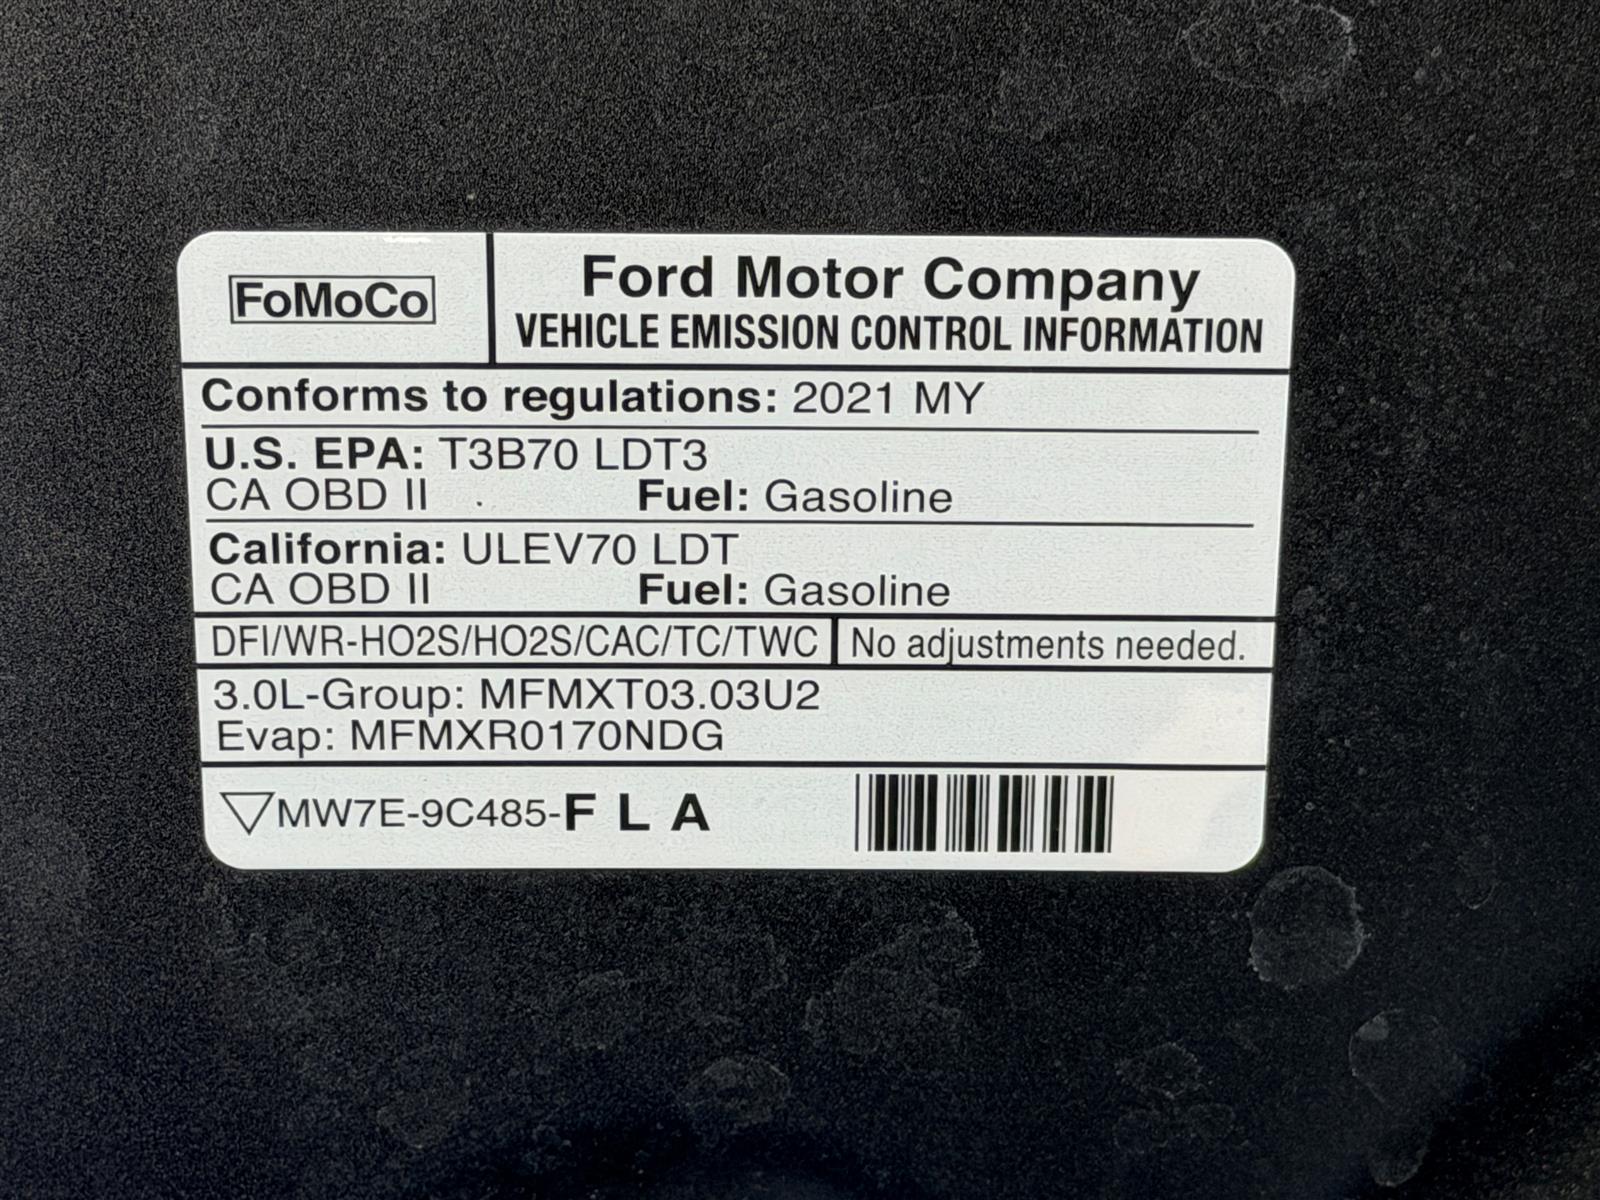 FoMoCo
Ford Motor Company
VEHICLE EMISSION CONTROL INFORMATION
Conforms to regulations: 2021 MY
U.S. EPA: T3B70 LDT3
CA OBD II Fuel: Gasoline
California: ULEV70 LDT
CA OBD II Fuel: Gasoline
DFI/WR-HO2S/HO2S/CAC/TC/TWC No adjustments needed.
3.0L-Group: MFMXT03.03U2
Evap: MFMXR0170NDG
MW7E-9C485-F L A